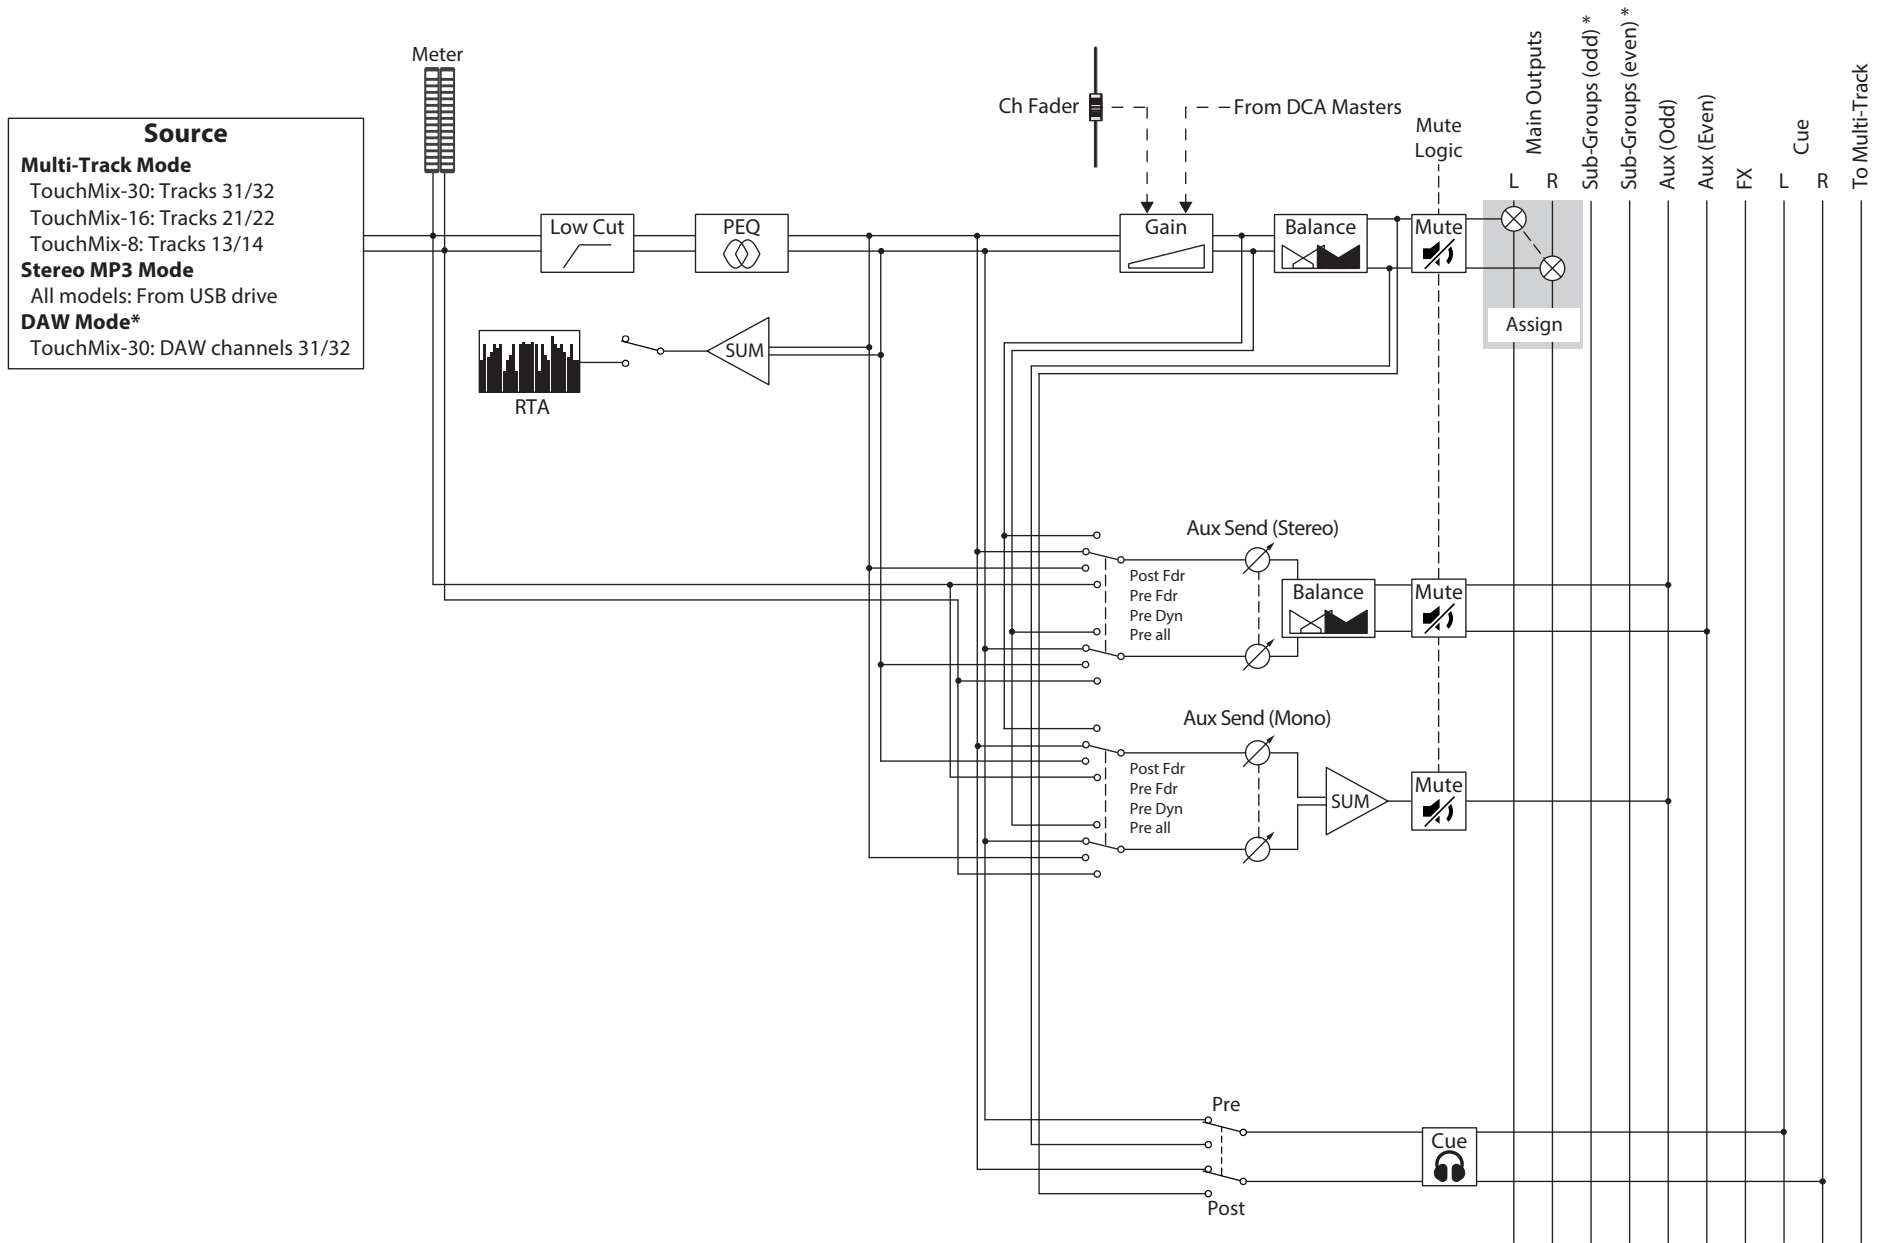 Meter
Source
Multi-Track Mode
TouchMix-30: Tracks 31/32
TouchMix-16: Tracks 21/22
TouchMix-8: Tracks 13/14
Stereo MP3 Mode
All models: From USB drive
DAW Mode*
TouchMix-30: DAW channels 31/32
Low Cut
PEQ
SUM
RTA
Ch Fader
From DCA Masters
Gain
Balance
Mute
Logic
Mute
Main Outputs
L
R
Sub-Groups (odd) *
Sub-Groups (even) *
Aux (Odd)
Aux (Even)
FX
Cue
L
R
To Multi-Track
Assign
Aux Send (Stereo)
Post Fdr
Pre Fdr
Pre Dyn
Pre all
Balance
Mute
Aux Send (Mono)
Post Fdr
Pre Fdr
Pre Dyn
Pre all
SUM
Mute
Pre
Post
Cue